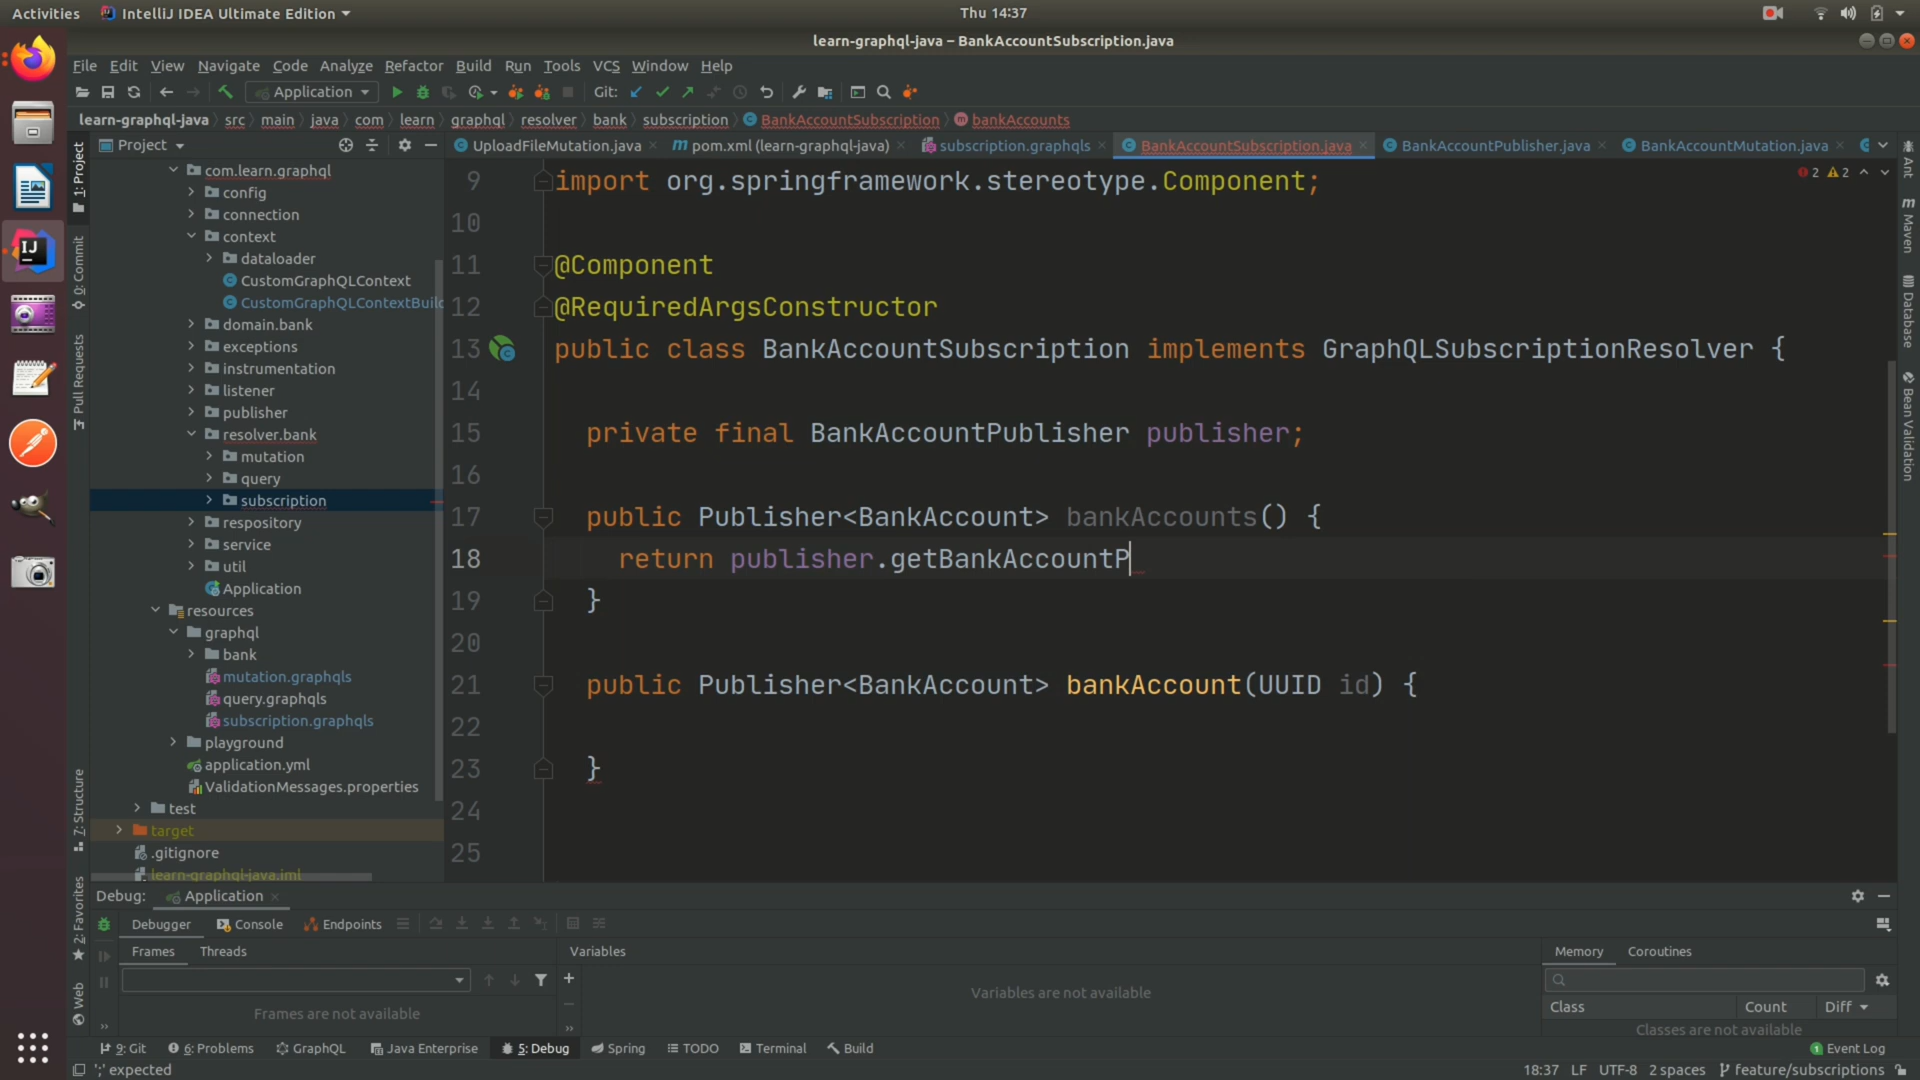 Activities IntelliJ IDEA Ultimate Edition Thu 14:37
learn-graphql-java – BankAccountSubscription.java
File Edit View Navigate Code Analyze Refactor Build Run Tools VCS Window Help
Application Git:
learn-graphql-java src main java com learn graphql resolver bank subscription BankAccountSubscription bankAccounts
Project UploadFileMutation.java pom.xml (learn-graphql-java) subscription.graphqls BankAccountSubscription.java BankAccountPublisher.java BankAccountMutation.java
com.learn.graphql
config
connection
context
dataloader
CustomGraphQLContext
CustomGraphQLContextBuild
domain.bank
exceptions
instrumentation
listener
publisher
resolver.bank
mutation
query
subscription
respository
service
util
Application
resources
graphql
bank
mutation.graphqls
query.graphqls
subscription.graphqls
playground
application.yml
ValidationMessages.properties
test
target
.gitignore
learn-graphql-java.iml
1: Project
0: Commit
Pull Requests
Z: Structure
2: Favorites
Web
2 2
9 import org.springframework.stereotype.Component;
10
11 @Component
12 @RequiredArgsConstructor
13 public class BankAccountSubscription implements GraphQLSubscriptionResolver {
14
15 private final BankAccountPublisher publisher;
16
17 public Publisher<BankAccount> bankAccounts() {
18 return publisher.getBankAccountP
19 }
20
21 public Publisher<BankAccount> bankAccount(UUID id) {
22
23 }
24
25
Ant
Maven
Database
Bean Validation
Debug: Application
Debugger Console Endpoints
Frames Threads Variables Memory Coroutines
Frames are not available
Variables are not available
Class Count Diff
Classes are not available
9: Git 6: Problems GraphQL Java Enterprise 5: Debug Spring TODO Terminal Build 1 Event Log
';' expected 18:37 LF UTF-8 2 spaces feature/subscriptions